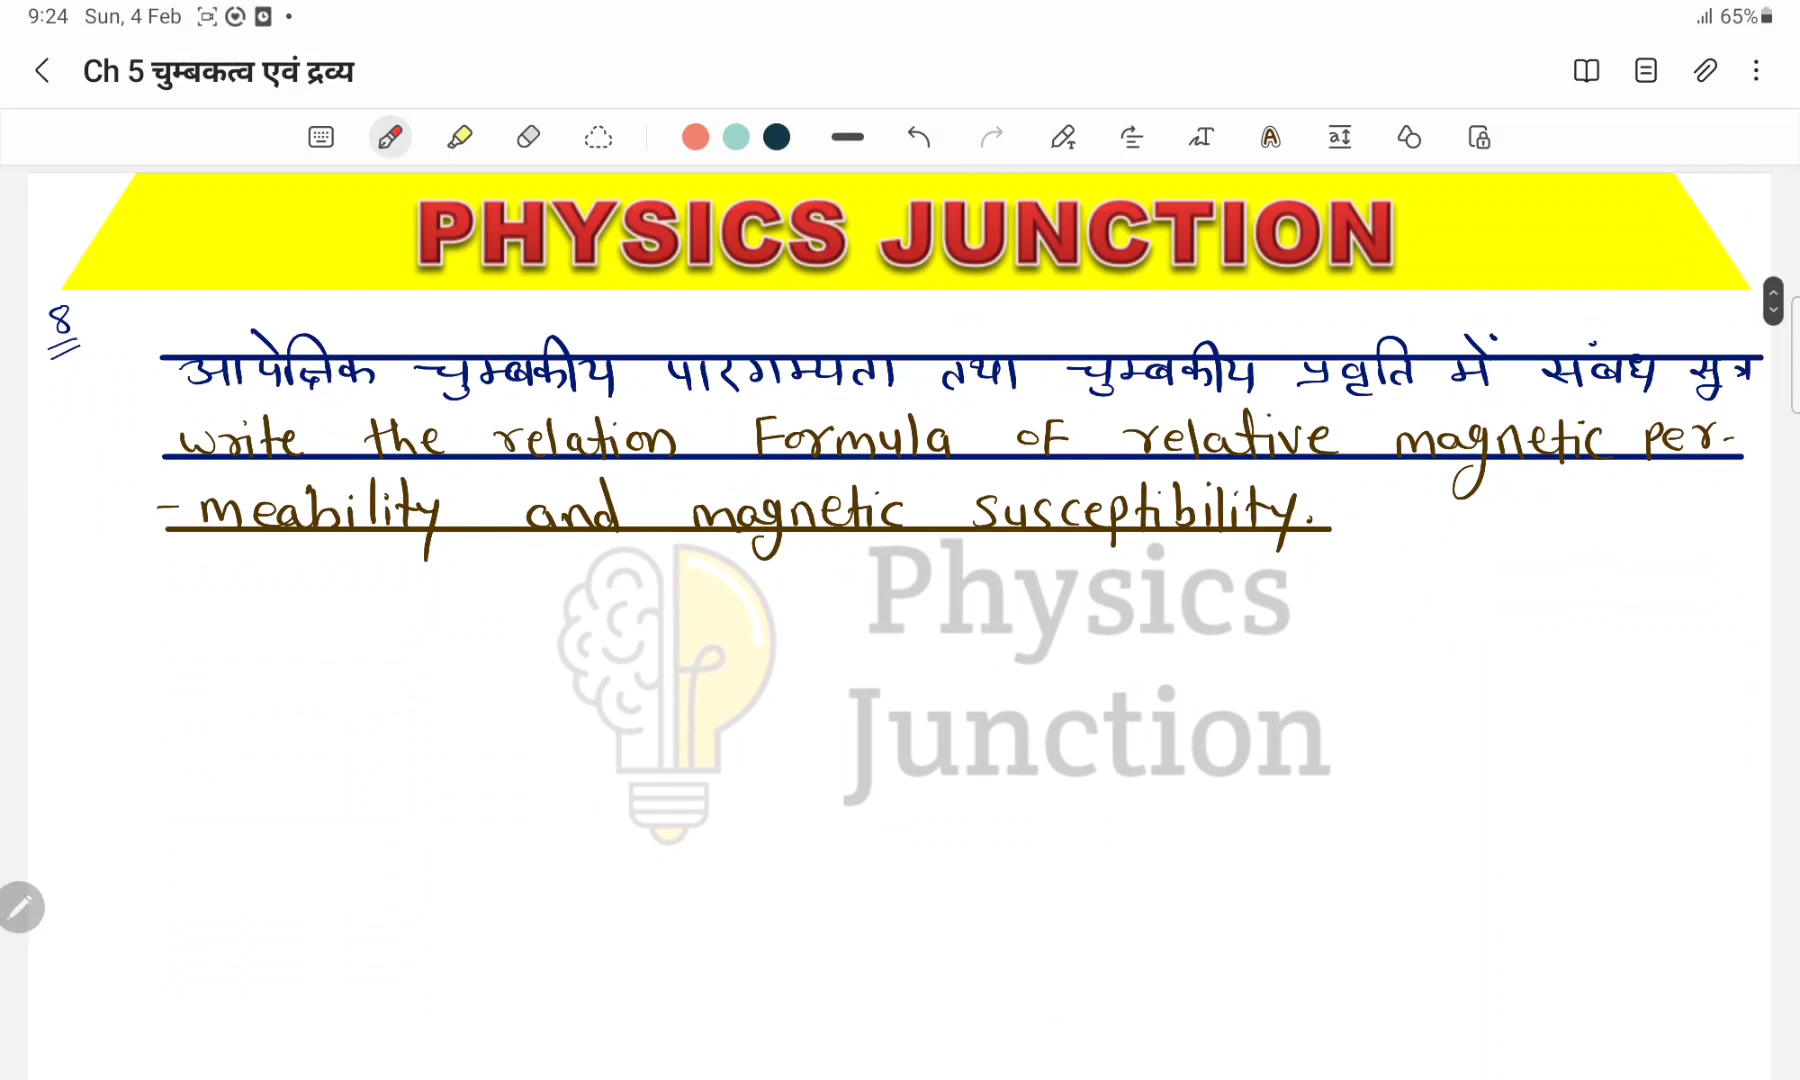 9:24 Sun, 4 Feb
65%
Ch 5 चुम्बकत्व एवं द्रव्य
PHYSICS JUNCTION
8
आपेक्षिक चुम्बकीय पारगम्यता तथा चुम्बकीय प्रवृति में संबंध सूत्र
write the relation Formula of relative magnetic per-
- meability and magnetic susceptibility.
Physics
Junction